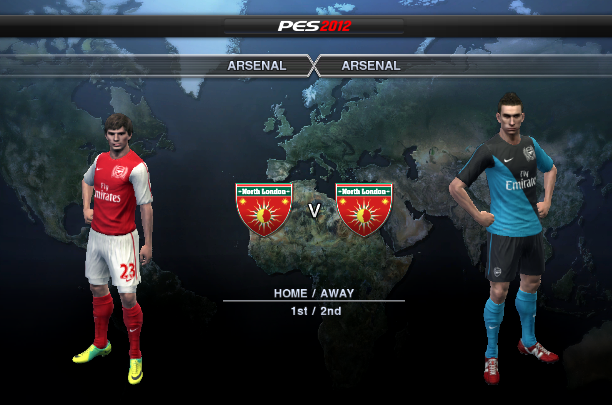 PES2012
ARSENAL ARSENAL
North London V North London
Fly
Emirates
Fly
Emirates
23
HOME / AWAY
1st / 2nd